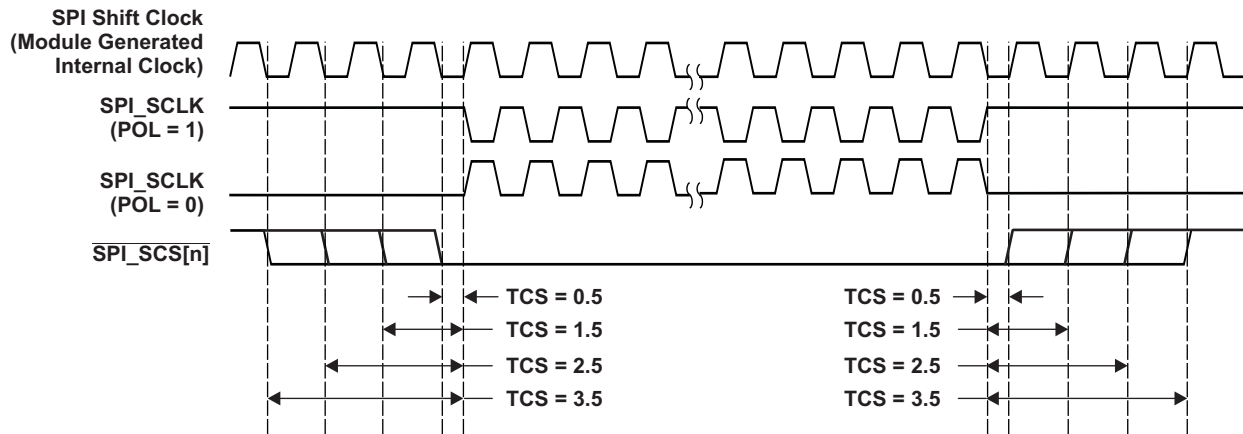 SPI Shift Clock
(Module Generated
Internal Clock)
SPI_SCLK
(POL = 1)
SPI_SCLK
(POL = 0)
SPI_SCS[n]
TCS = 0.5
TCS = 0.5
TCS = 1.5
TCS = 1.5
TCS = 2.5
TCS = 2.5
TCS = 3.5
TCS = 3.5